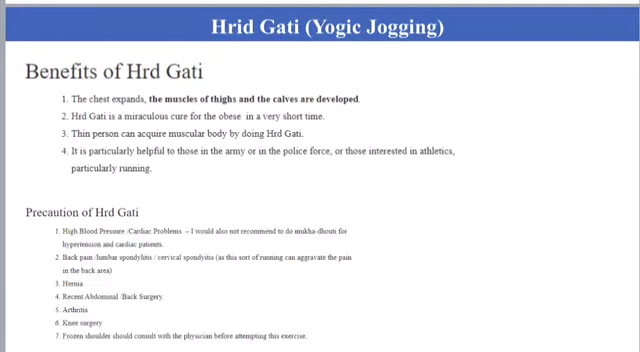 Hrid Gati (Yogic Jogging)
Benefits of Hrd Gati
1. The chest expands, the muscles of thighs and the calves are developed.
2. Hrd Gati is a miraculous cure for the obese in a very short time.
3. Thin person can acquire muscular body by doing Hrd Gati.
4. It is particularly helpful to those in the army or in the police force, or those interested in athletics,
particularly running.
Precaution of Hrd Gati
1. High Blood Pressure /Cardiac Problems – I would also not recommend to do mukha-dhouti for
hypertension and cardiac patients.
2. Back pain /lumbar spondylitis / cervical spondyitis (as this sort of running can aggravate the pain
in the back area)
3. Hernia
4. Recent Abdominal /Back Surgery.
5. Arthritis
6. Knee surgery
7. Frozen shoulder should consult with the physician before attempting this exercise.